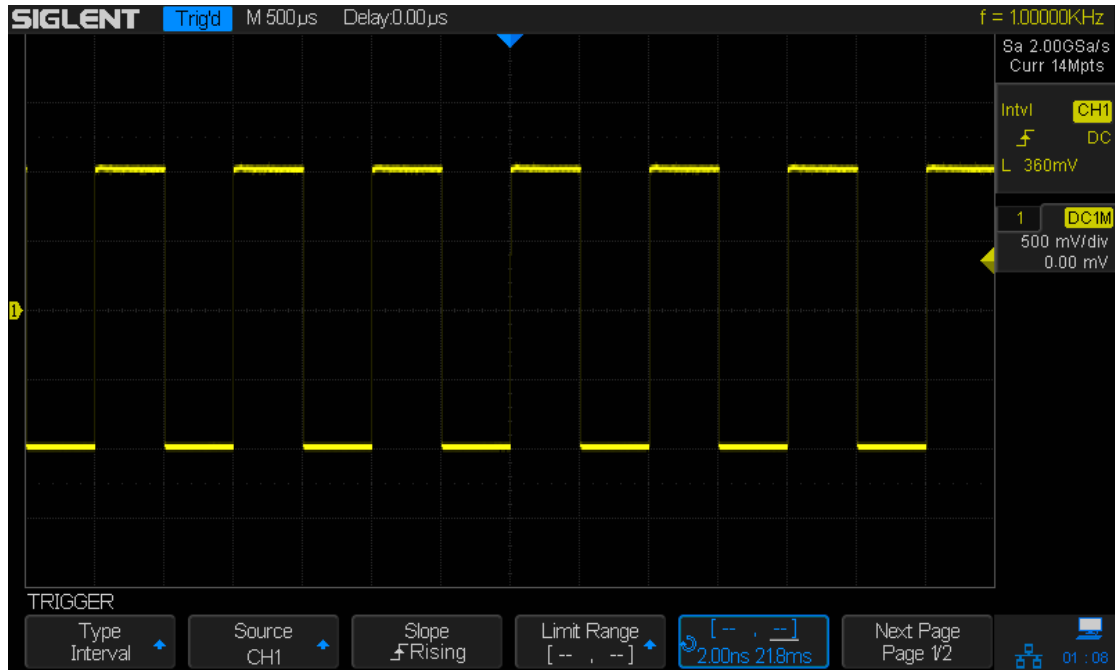 SIGLENT Trig'd M 500µs Delay:0.00µs f = 1.00000KHz
Sa 2.00GSa/s
Curr 14Mpts
Intvl CH1
DC
L 360mV
1 DC1M
500 mV/div
0.00 mV
1
TRIGGER
Type Source Slope Limit Range [ -- , --] Next Page
Interval CH1 Rising [ -- , --] 2.00ns 21.8ms Page 1/2
01 : 08